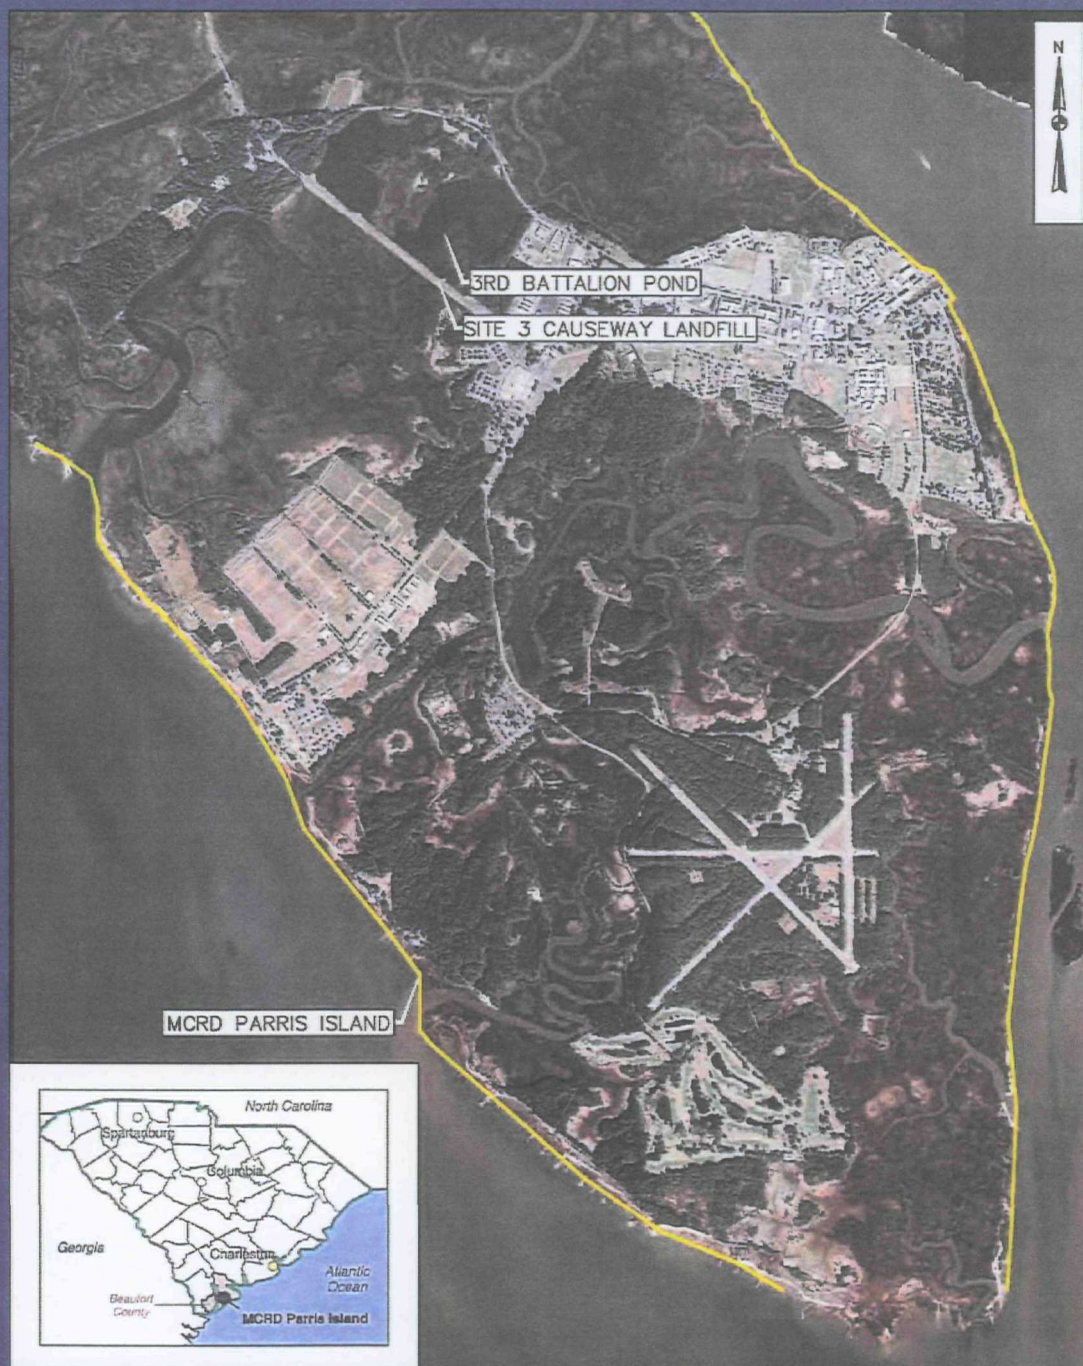 N
3RD BATTALION POND
SITE 3 CAUSEWAY LANDFILL
MCRD PARRIS ISLAND
North Carolina
Spartanburg
Columbia
Georgia
Charleston
Atlantic
Ocean
Beaufort
County
MCRD Parris Island